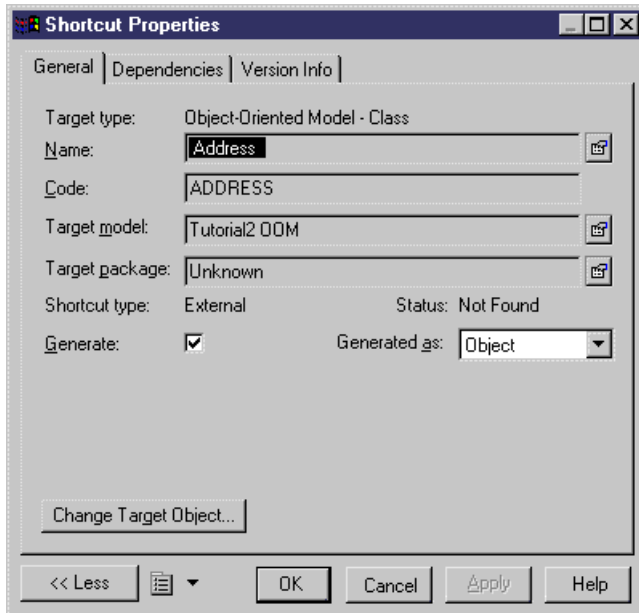 Shortcut Properties
General Dependencies Version Info
Target type: Object-Oriented Model - Class
Name: Address
Code: ADDRESS
Target model: Tutorial2 OOM
Target package: Unknown
Shortcut type: External Status: Not Found
Generate: Generated as: Object
Change Target Object...
<< Less OK Cancel Apply Help